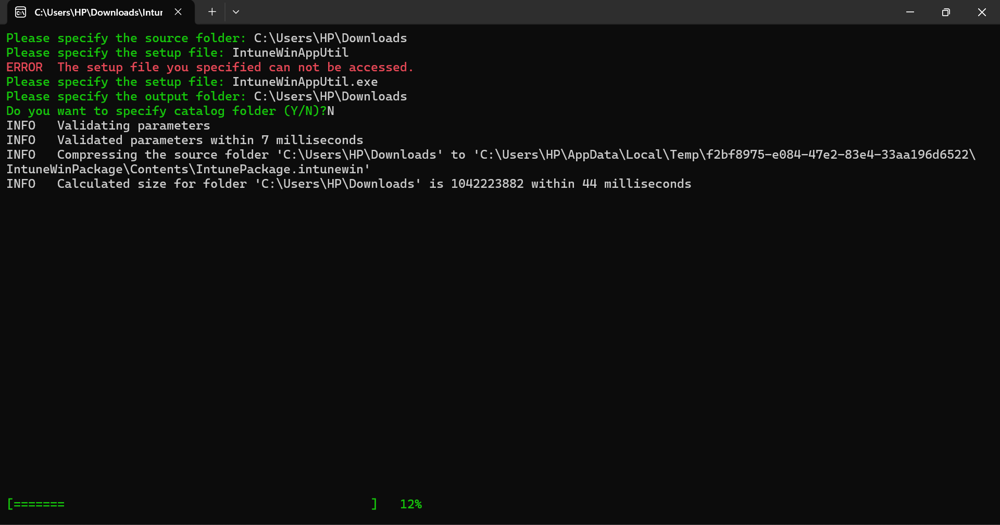 C:\Users\HP\Downloads\Intur
Please specify the source folder: C:\Users\HP\Downloads
Please specify the setup file: IntuneWinAppUtil
ERROR  The setup file you specified can not be accessed.
Please specify the setup file: IntuneWinAppUtil.exe
Please specify the output folder: C:\Users\HP\Downloads
Do you want to specify catalog folder (Y/N)?N
INFO   Validating parameters
INFO   Validated parameters within 7 milliseconds
INFO   Compressing the source folder 'C:\Users\HP\Downloads' to 'C:\Users\HP\AppData\Local\Temp\f2bf8975-e084-47e2-83e4-33aa196d6522\
IntuneWinPackage\Contents\IntunePackage.intunewin'
INFO   Calculated size for folder 'C:\Users\HP\Downloads' is 1042223882 within 44 milliseconds
[=======                                          ]   12%